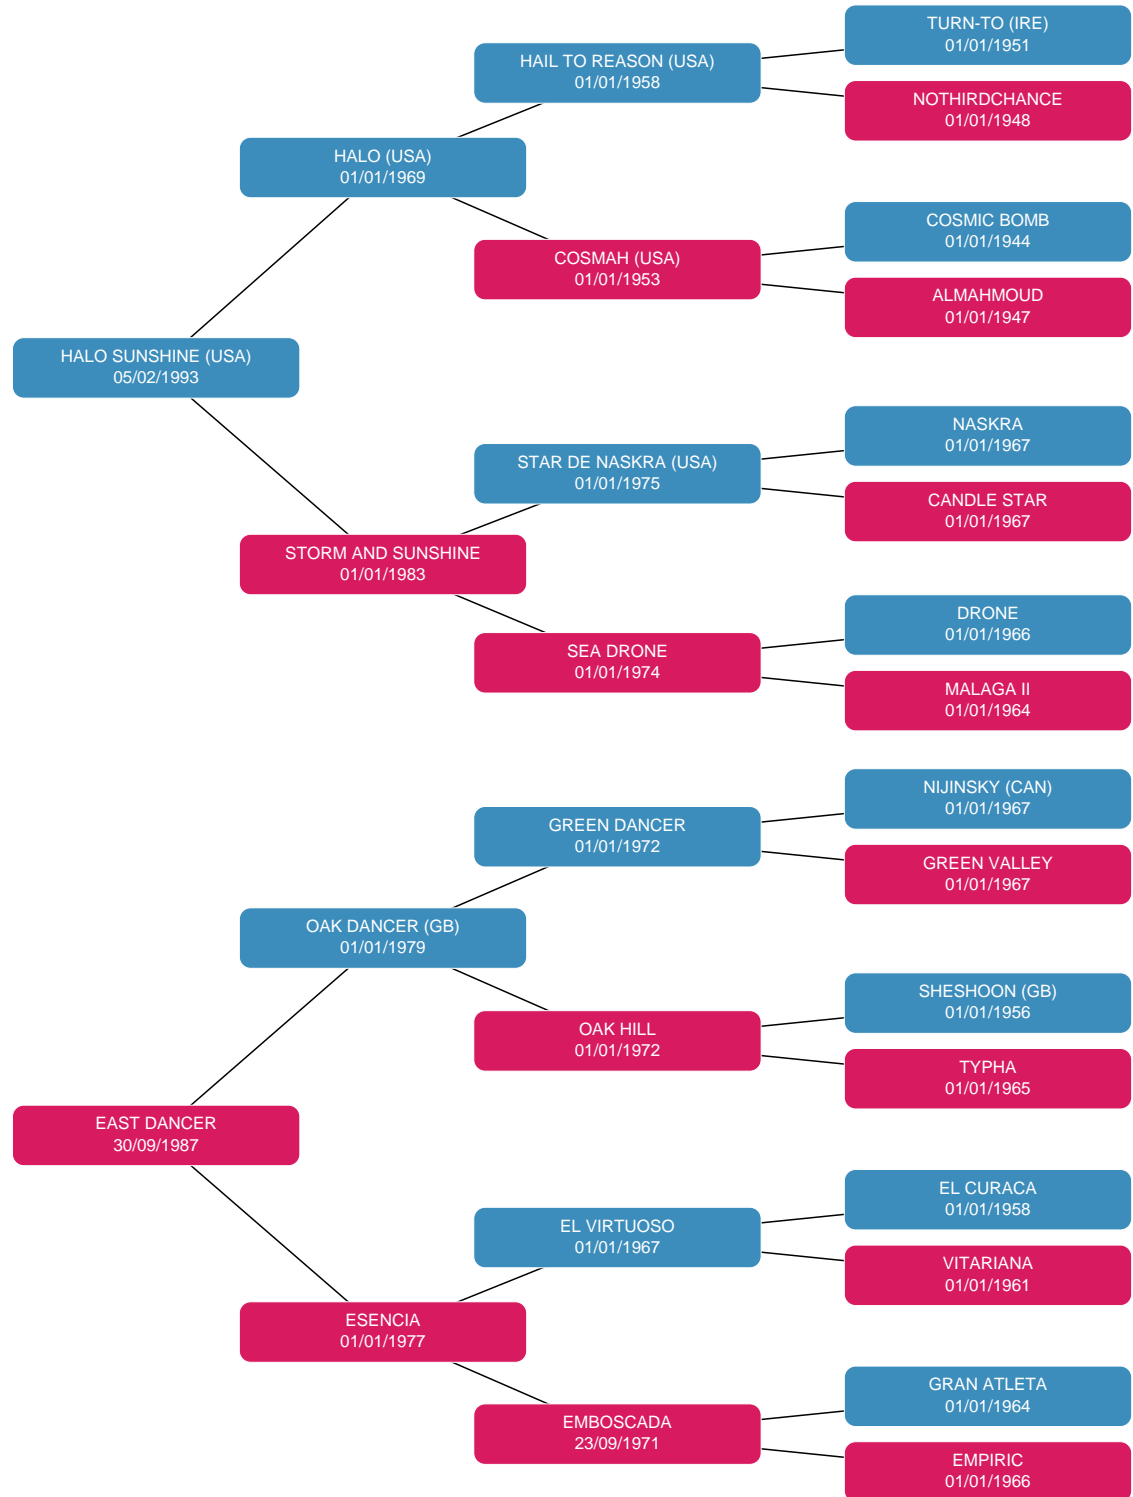 TURN-TO (IRE)
01/01/1951
HAIL TO REASON (USA)
01/01/1958
NOTHIRDCHANCE
01/01/1948
HALO (USA)
01/01/1969
COSMIC BOMB
01/01/1944
COSMAH (USA)
01/01/1953
ALMAHMOUD
01/01/1947
HALO SUNSHINE (USA)
05/02/1993
NASKRA
01/01/1967
STAR DE NASKRA (USA)
01/01/1975
CANDLE STAR
01/01/1967
STORM AND SUNSHINE
01/01/1983
DRONE
01/01/1966
SEA DRONE
01/01/1974
MALAGA II
01/01/1964
NIJINSKY (CAN)
01/01/1967
GREEN DANCER
01/01/1972
GREEN VALLEY
01/01/1967
OAK DANCER (GB)
01/01/1979
SHESHOON (GB)
01/01/1956
OAK HILL
01/01/1972
TYPHA
01/01/1965
EAST DANCER
30/09/1987
EL CURACA
01/01/1958
EL VIRTUOSO
01/01/1967
VITARIANA
01/01/1961
ESENCIA
01/01/1977
GRAN ATLETA
01/01/1964
EMBOSCADA
23/09/1971
EMPIRIC
01/01/1966